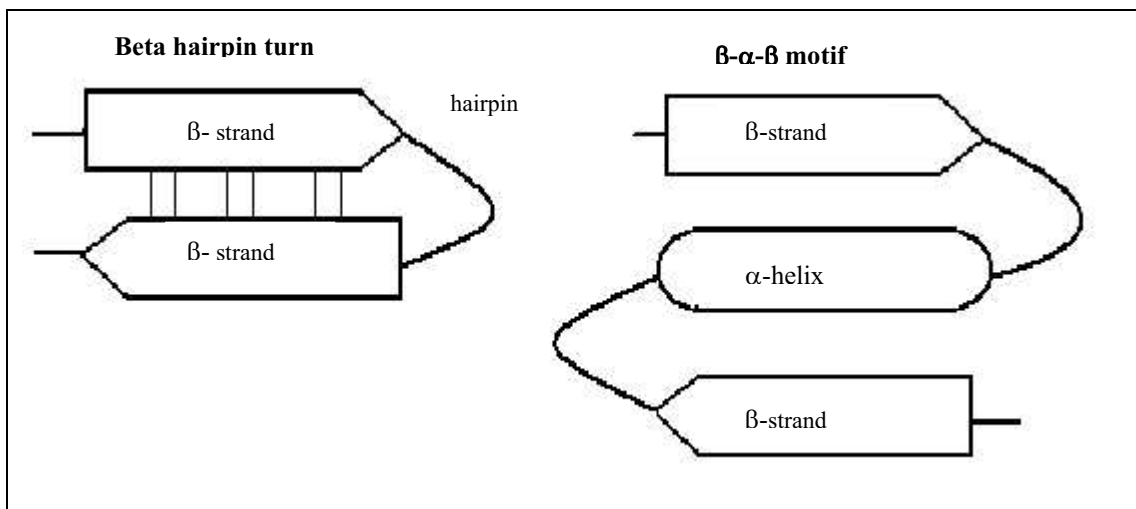 Beta hairpin turn
ß-α-ß motif
hairpin
ß- strand
ß-strand
ß- strand
α-helix
ß-strand